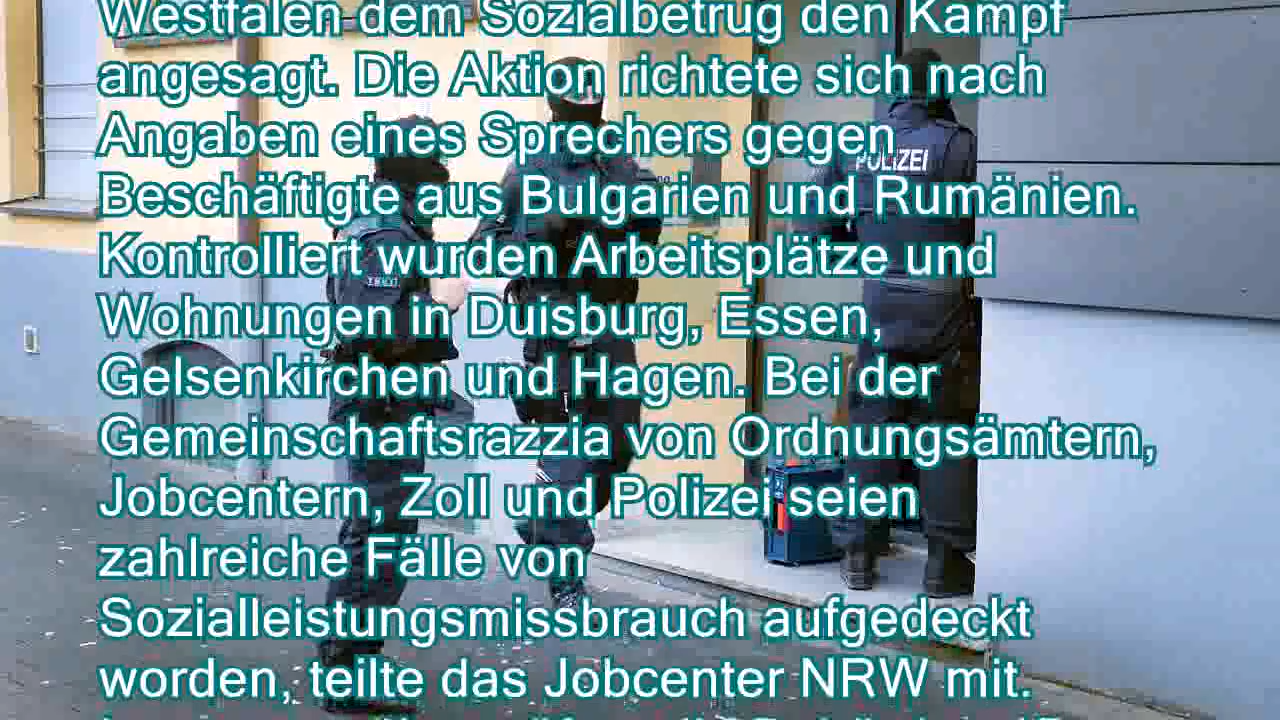 Westfalen dem Sozialbetrug den Kampf
angesagt. Die Aktion richtete sich nach
Angaben eines Sprechers gegen
POLIZEI
Beschäftigte aus Bulgarien und Rumänien.
Kontrolliert wurden Arbeitsplätze und
Wohnungen in Duisburg, Essen,
Gelsenkirchen und Hagen. Bei der
Gemeinschaftsrazzia von Ordnungsämtern,
Jobcentern, Zoll und Polizei seien
zahlreiche Fälle von
Sozialleistungsmissbrauch aufgedeckt
worden, teilte das Jobcenter NRW mit.